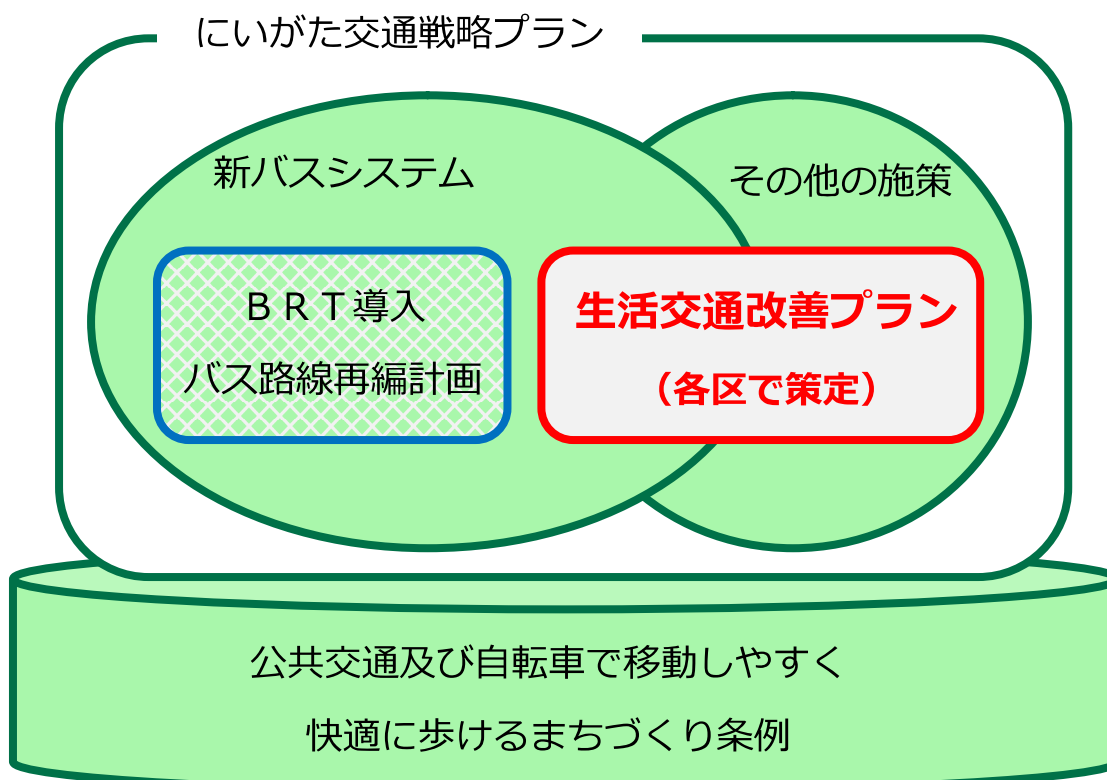 にいがた交通戦略プラン
新バスシステム
その他の施策
ＢＲＴ導入
バス路線再編計画
生活交通改善プラン
（各区で策定）
公共交通及び自転車で移動しやすく
快適に歩けるまちづくり条例